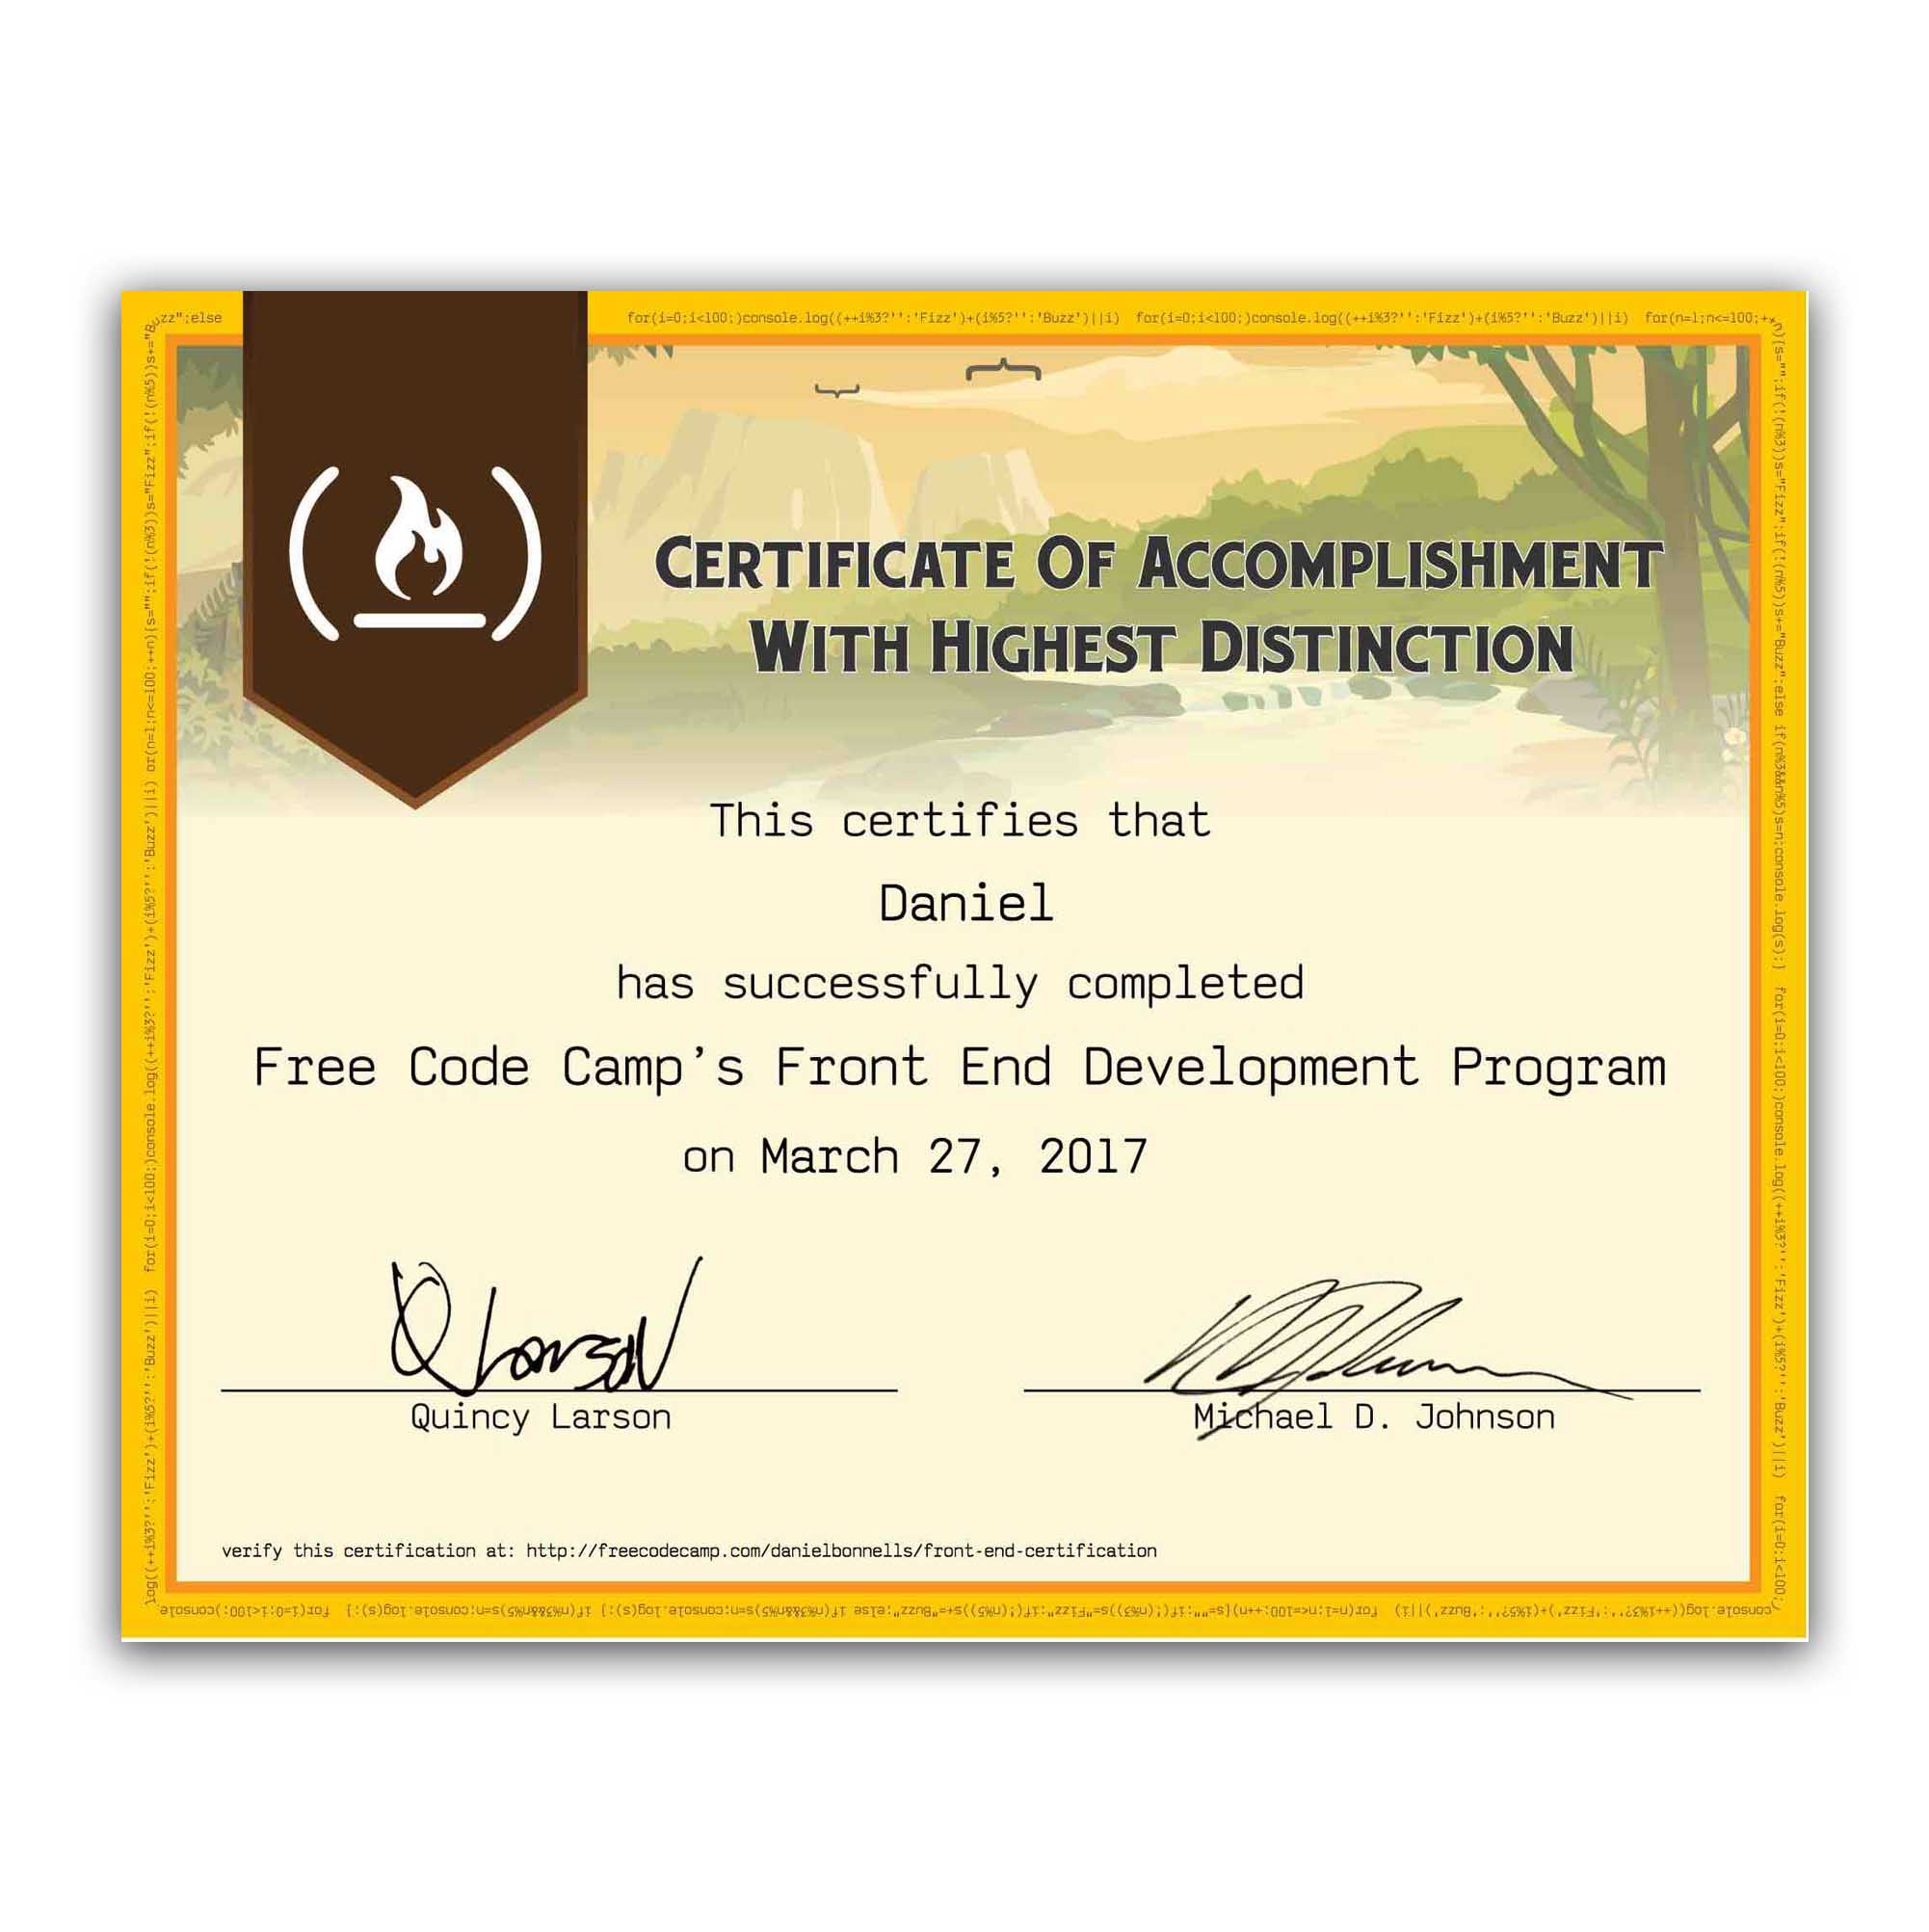 zz";else for(i=0;i<100;)console.log((++i%3?'':'Fizz')+(i%5?'':'Buzz')||i) for(i=0;i<100;)console.log((++i%3?'':'Fizz')+(i%5?'':'Buzz')||i) for(n=1;n<=100;++n)
CERTIFICATE OF ACCOMPLISHMENT
WITH HIGHEST DISTINCTION
This certifies that
Daniel
has successfully completed
Free Code Camp's Front End Development Program
on March 27, 2017
Q Larson
Quincy Larson
Michael D. Johnson
verify this certification at: http://freecodecamp.com/danielbonnells/front-end-certification